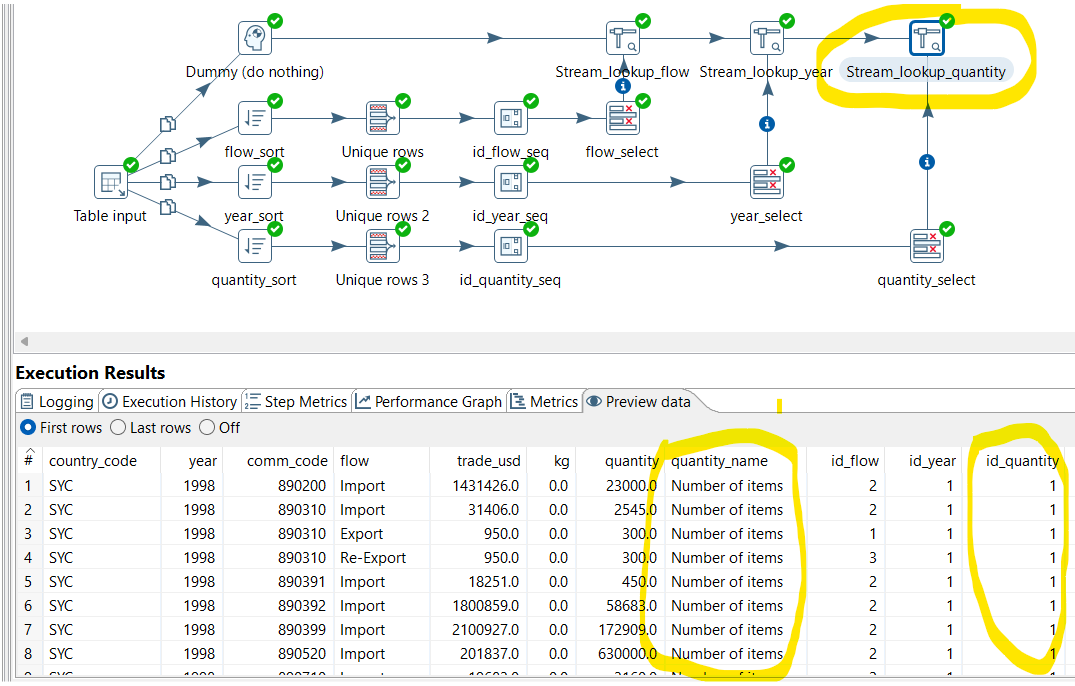 Dummy (do nothing)
Stream_lookup_flow
Stream_lookup_year
Stream_lookup_quantity
flow_sort
Unique rows
id_flow_seq
flow_select
Table input
year_sort
Unique rows 2
id_year_seq
year_select
quantity_sort
Unique rows 3
id_quantity_seq
quantity_select
Execution Results
Logging Execution History Step Metrics Performance Graph Metrics Preview data
First rows Last rows Off
# country_code year comm_code flow trade_usd kg quantity quantity_name id_flow id_year id_quantity
1 SYC 1998 890200 Import 1431426.0 0.0 23000.0 Number of items 2 1 1
2 SYC 1998 890310 Import 31406.0 0.0 2545.0 Number of items 2 1 1
3 SYC 1998 890310 Export 950.0 0.0 300.0 Number of items 1 1 1
4 SYC 1998 890310 Re-Export 950.0 0.0 300.0 Number of items 3 1 1
5 SYC 1998 890391 Import 18251.0 0.0 450.0 Number of items 2 1 1
6 SYC 1998 890392 Import 1800859.0 0.0 58683.0 Number of items 2 1 1
7 SYC 1998 890399 Import 2100927.0 0.0 172909.0 Number of items 2 1 1
8 SYC 1998 890520 Import 201837.0 0.0 630000.0 Number of items 2 1 1